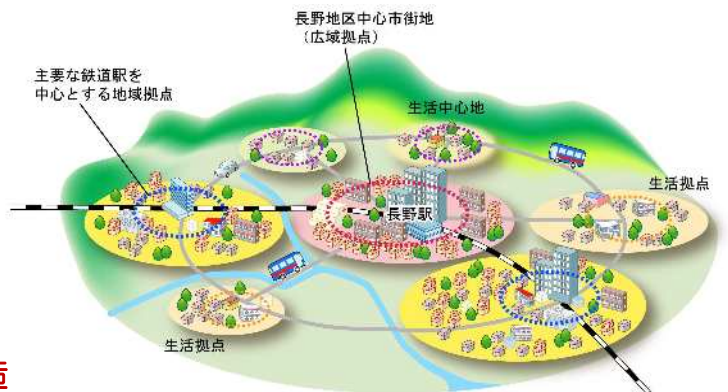 長野地区中心市街地
(広域拠点)
主要な鉄道駅を
中心とする地域拠点
生活中心地
生活拠点
長野駅
生活拠点